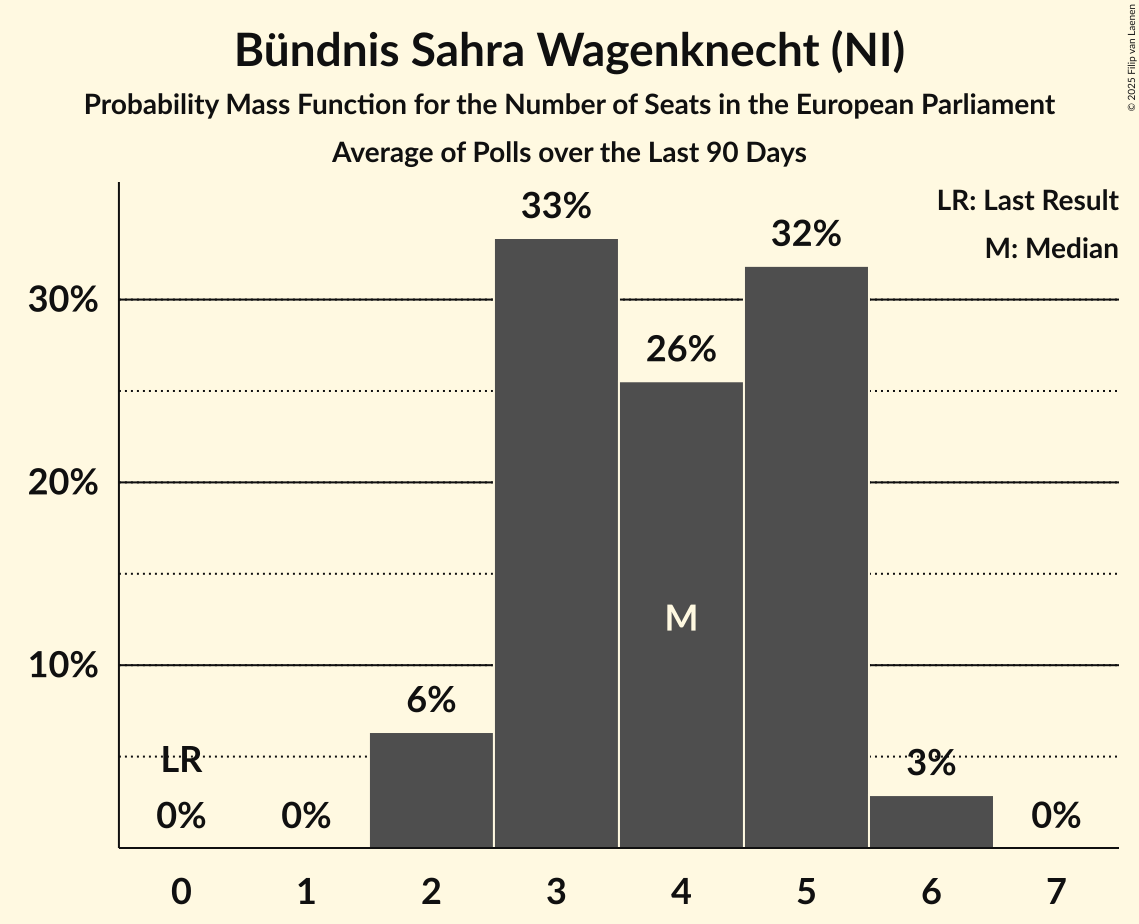 Bündnis Sahra Wagenknecht (NI)
Probability Mass Function for the Number of Seats in the European Parliament
Average of Polls over the Last 90 Days
© 2025 Filip van Laenen
LR: Last Result
M: Median
33%
32%
30%
26%
20%
M
10%
6%
LR
3%
0%
0%
0%
0 1 2 3 4 5 6 7